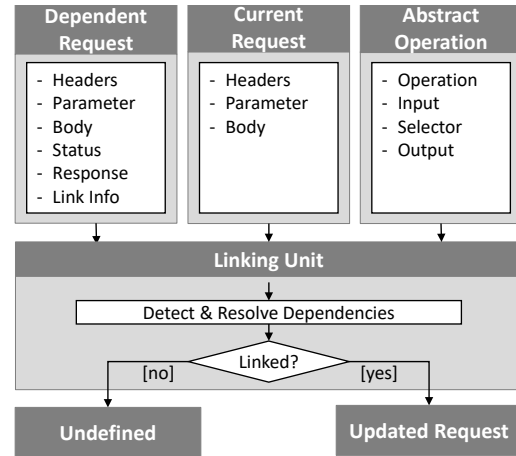 Dependent
Request
- Headers
- Parameter
- Body
- Status
- Response
- Link Info
Current
Request
- Headers
- Parameter
- Body
Abstract
Operation
- Operation
- Input
- Selector
- Output
Linking Unit
Detect & Resolve Dependencies
Linked?
[no]
[yes]
Undefined
Updated Request